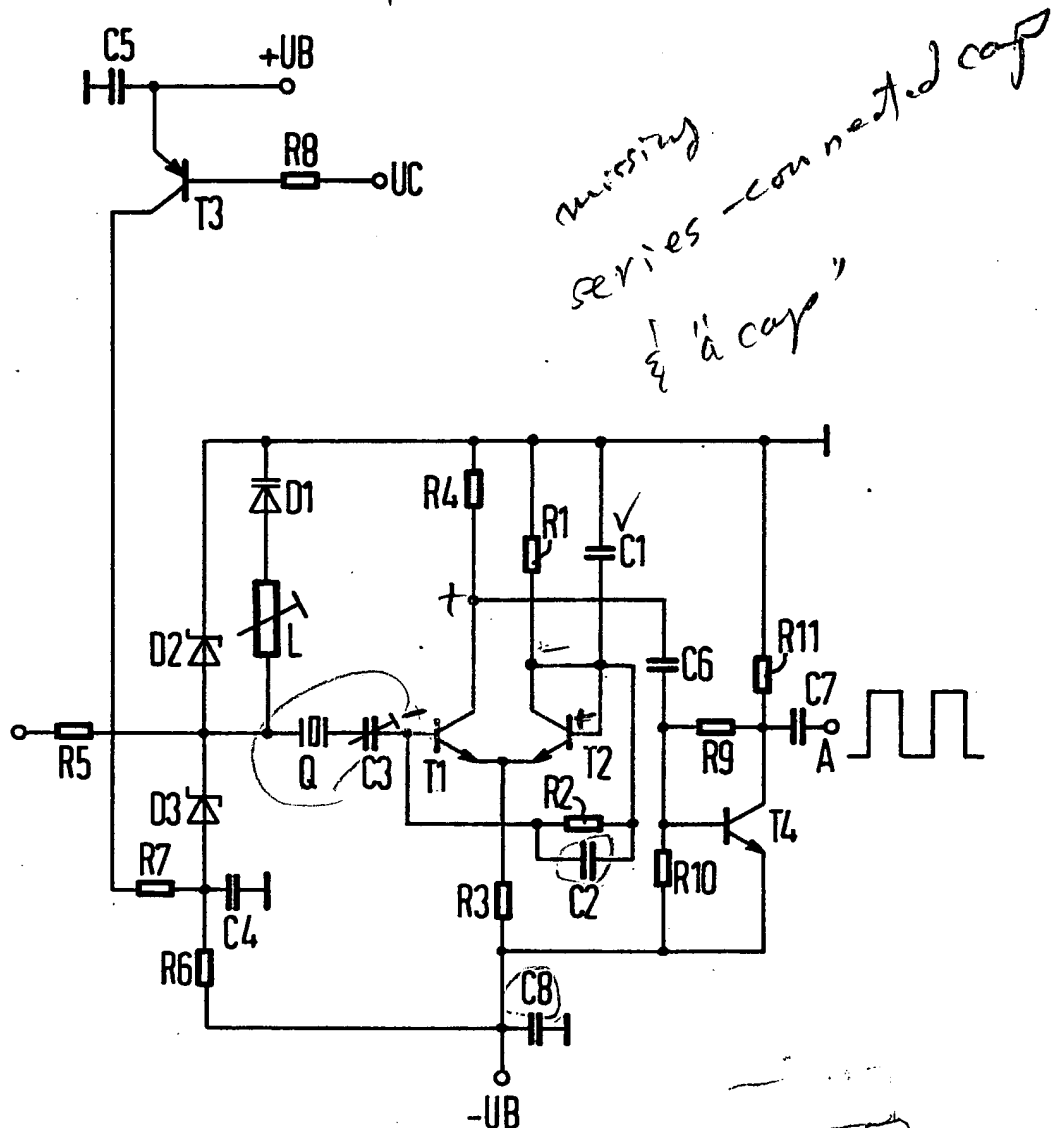 C5
+UB
R8
UC
T3
missing
series-connected cap
& "a cap"
D1
R4
R1
C1
L
D2
+
R11
C6
C7
R5
Q
C3
T1
+
T2
R9
A
D3
R2
T4
R7
C2
R10
C4
R3
R6
C8
-UB